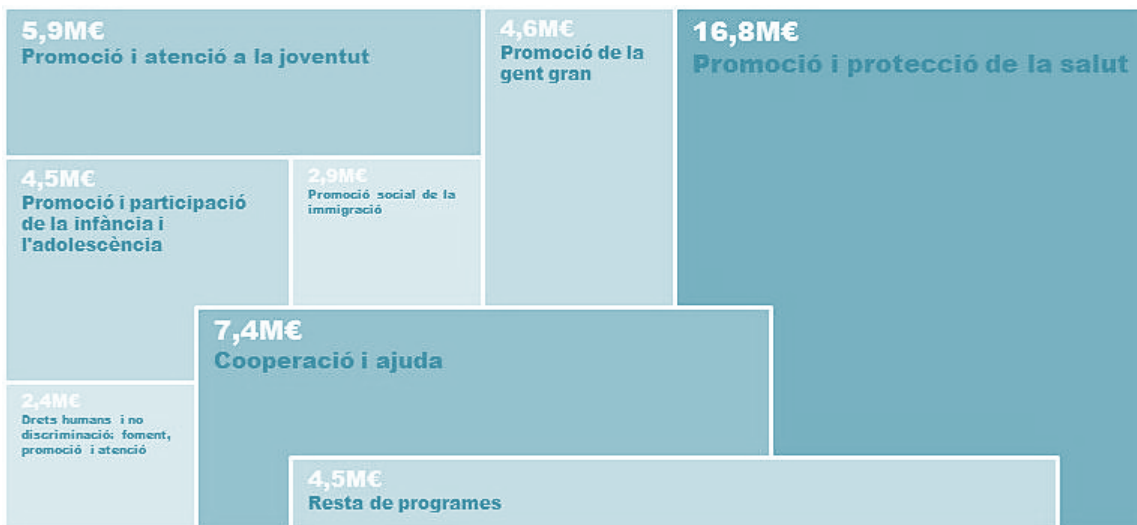 5,9M€
Promoció i atenció a la joventut
4,6M€
Promoció de la
gent gran
16,8M€
Promoció i protecció de la salut
4,5M€
Promoció i participació
de la infància i
l'adolescència
2,9M€
Promoció social de la
immigració
7,4M€
Cooperació i ajuda
2,4M€
Drets humans i no
discriminació: foment,
promoció i atenció
4,5M€
Resta de programes